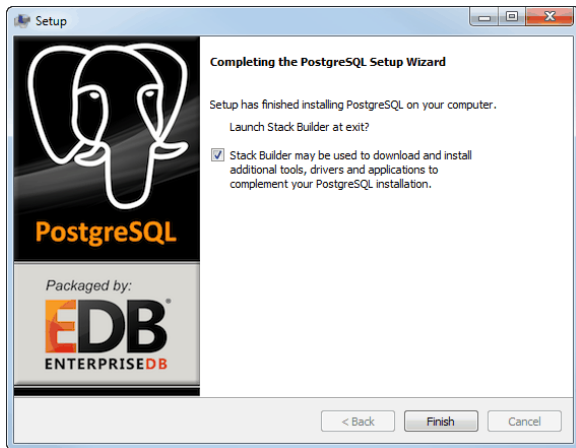 Setup
Completing the PostgreSQL Setup Wizard
Setup has finished installing PostgreSQL on your computer.
Launch Stack Builder at exit?
Stack Builder may be used to download and install
additional tools, drivers and applications to
complement your PostgreSQL installation.
PostgreSQL
Packaged by:
EDB
ENTERPRISEDB
< Back
Finish
Cancel